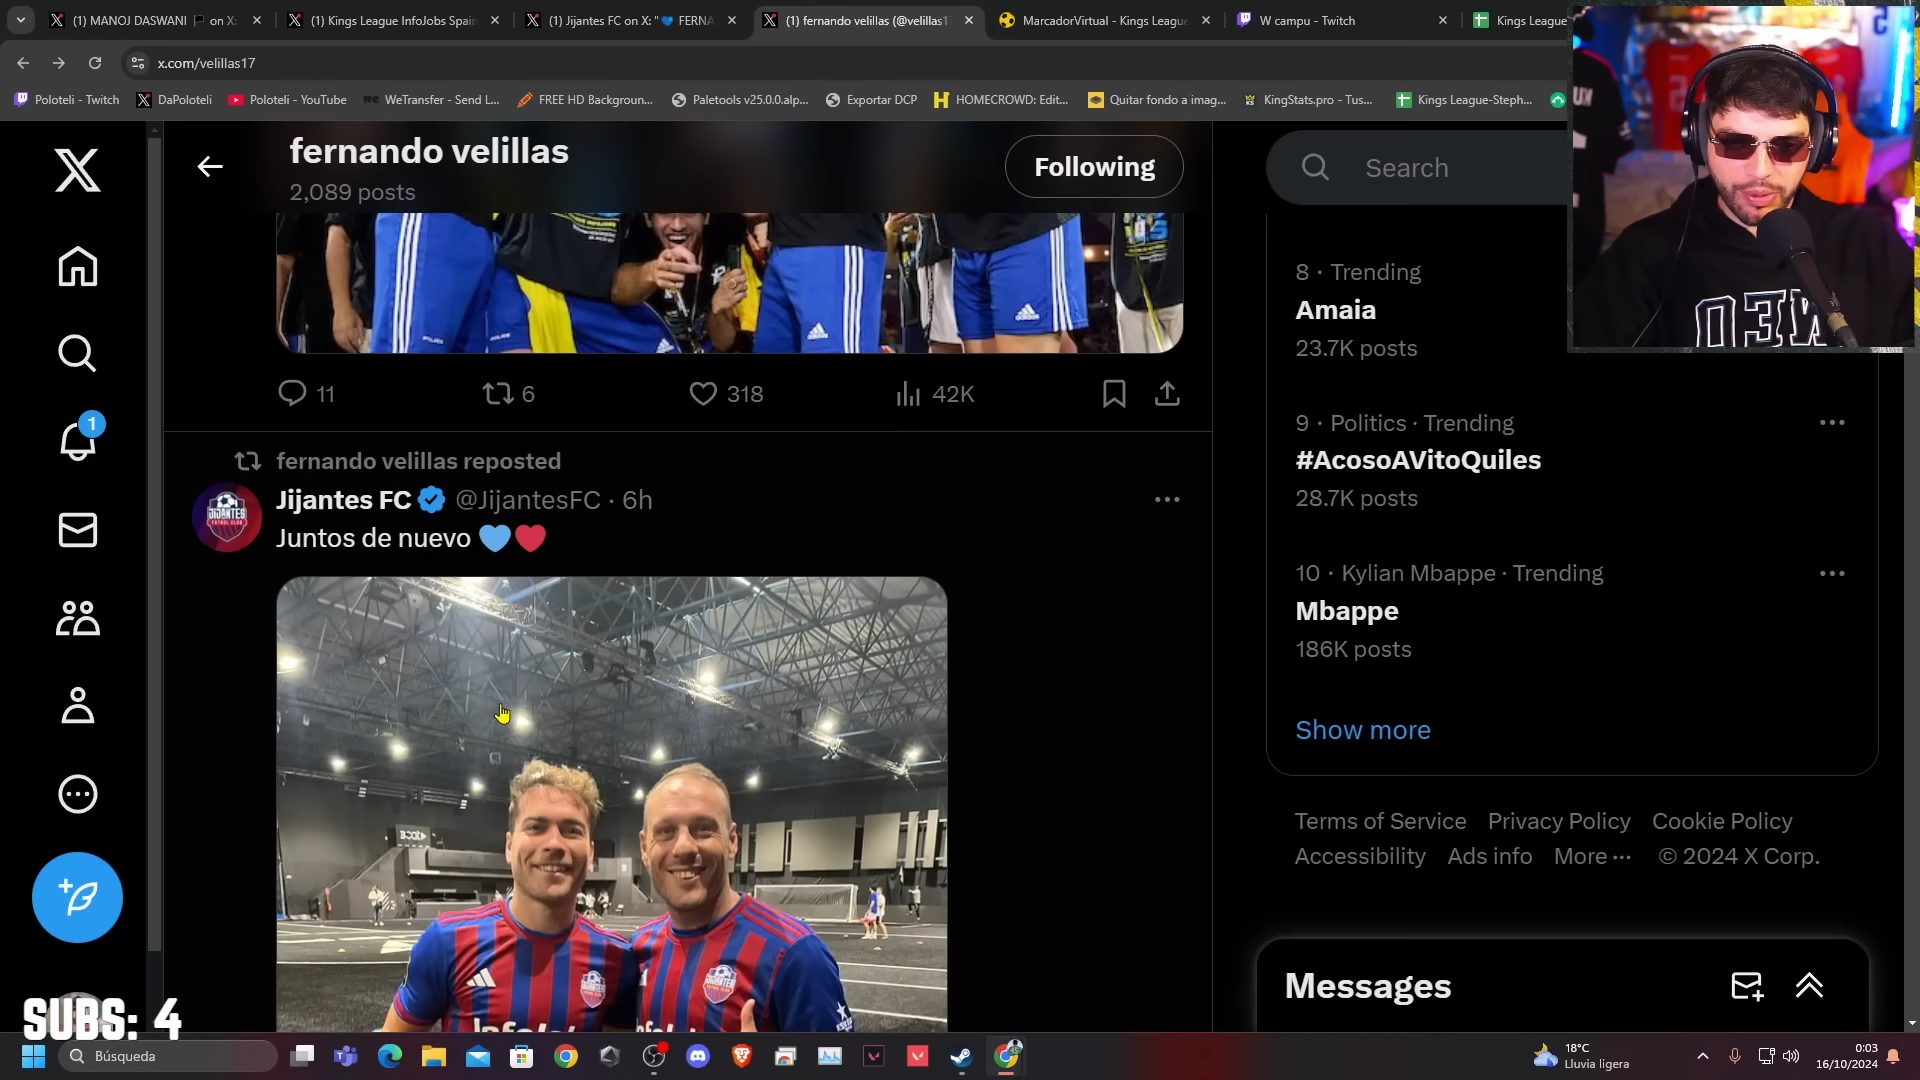 (1) MANOJ DASWANI 🏴 on X:
(1) Kings League InfoJobs Spain
(1) Jijantes FC on X: "💙 FERNA
(1) fernando velillas (@velillas1
MarcadorVirtual - Kings League
W campu - Twitch
Kings League
x.com/velillas17
Poloteli - Twitch
DaPoloteli
Poloteli - YouTube
WeTransfer - Send L...
FREE HD Backgroun...
Paletools v25.0.0.alp...
Exportar DCP
HOMECROWD: Edit...
Quitar fondo a imag...
KingStats.pro - Tus...
Kings League-Steph...
fernando velillas
2,089 posts
Following
Search
8 · Trending
Amaia
23.7K posts
11
6
318
42K
9 · Politics · Trending
#AcosoAVitoQuiles
28.7K posts
1
fernando velillas reposted
Jijantes FC @JijantesFC · 6h
Juntos de nuevo 🩵❤️
10 · Kylian Mbappe · Trending
Mbappe
186K posts
Show more
Terms of Service Privacy Policy Cookie Policy
Accessibility Ads info More ··· © 2024 X Corp.
Messages
SUBS: 4
Búsqueda
18°C
Lluvia ligera
0:03
16/10/2024